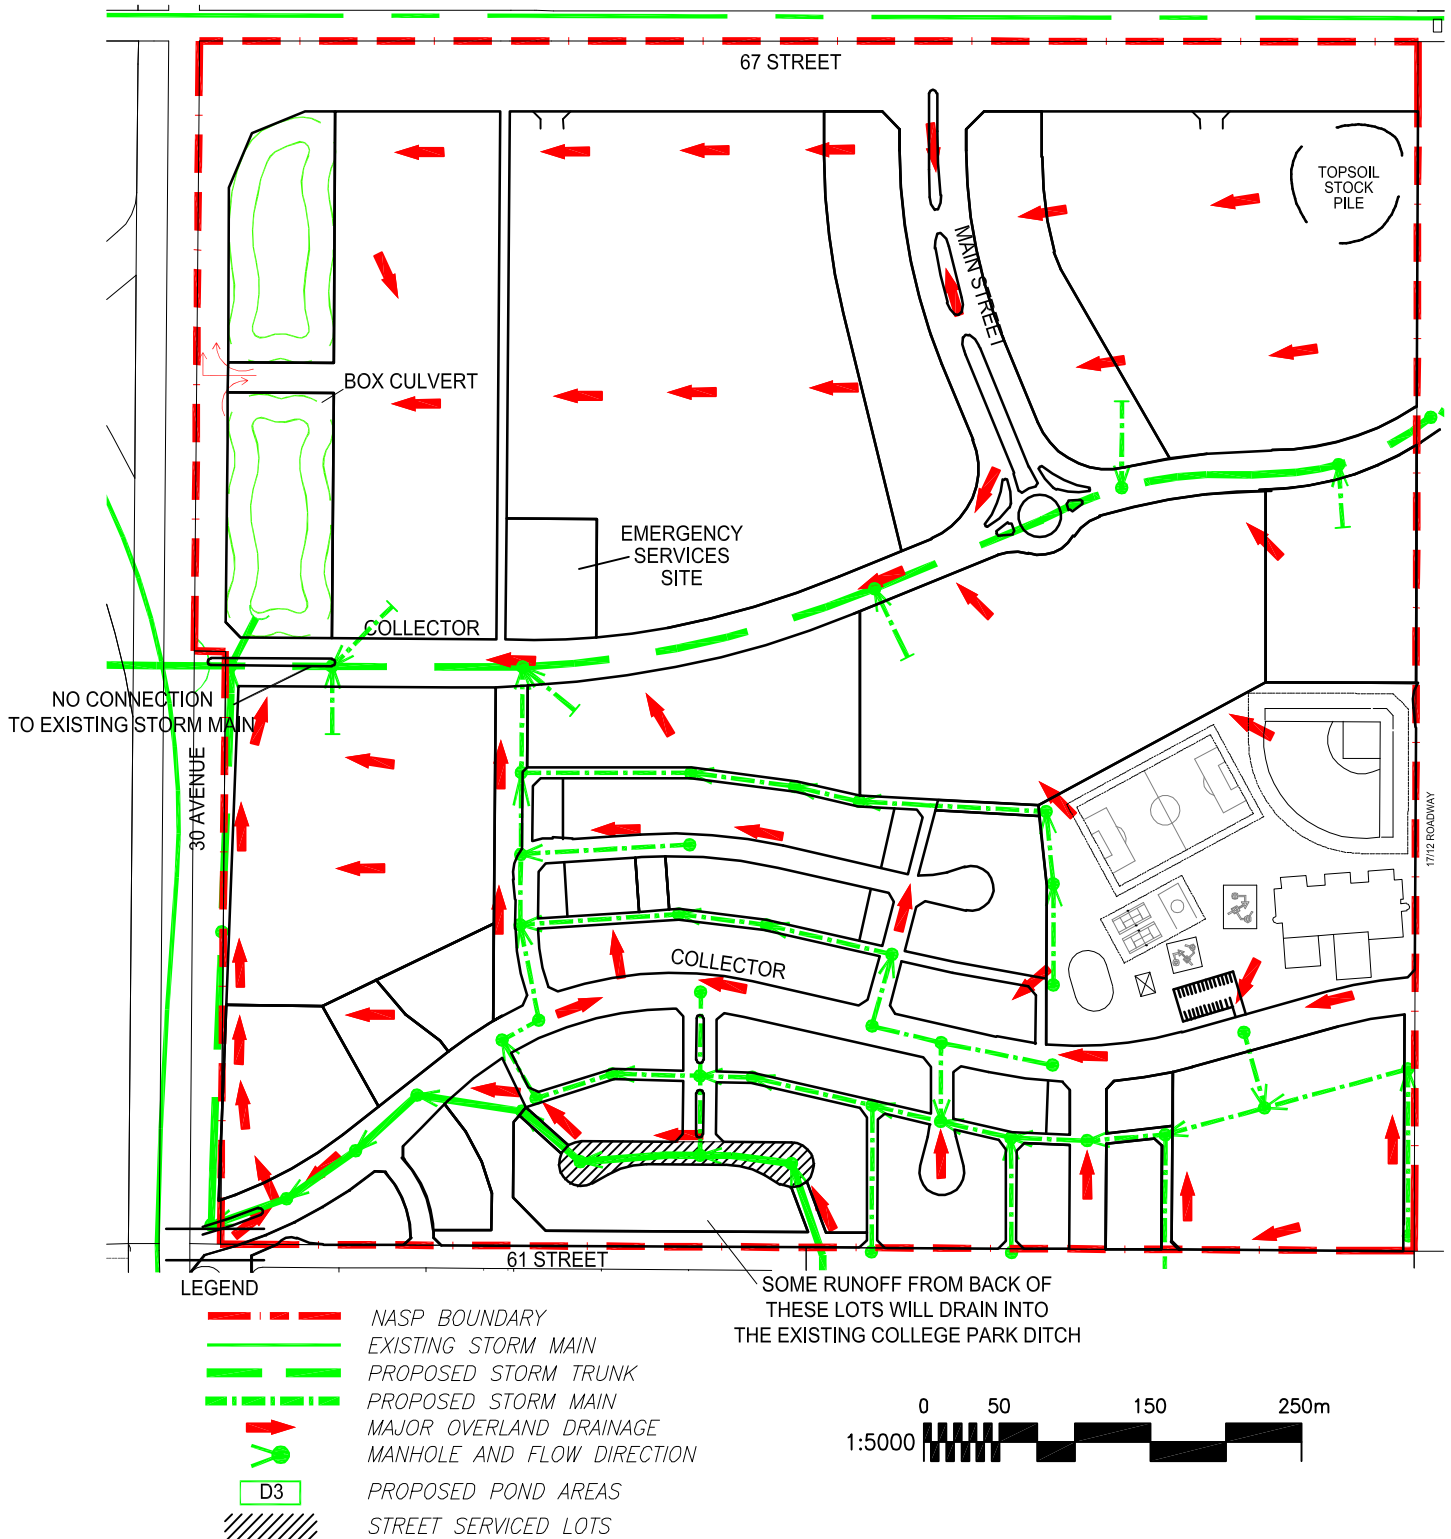 67 STREET
TOPSOIL
STOCK
PILE
MAIN STREET
BOX CULVERT
EMERGENCY
SERVICES
SITE
COLLECTOR
NO CONNECTION
TO EXISTING STORM MAIN
30 AVENUE
17/12 ROADWAY
COLLECTOR
61 STREET
SOME RUNOFF FROM BACK OF
THESE LOTS WILL DRAIN INTO
THE EXISTING COLLEGE PARK DITCH
LEGEND
NASP BOUNDARY
EXISTING STORM MAIN
PROPOSED STORM TRUNK
PROPOSED STORM MAIN
MAJOR OVERLAND DRAINAGE
MANHOLE AND FLOW DIRECTION
D3 PROPOSED POND AREAS
STREET SERVICED LOTS
0 50 150 250m
1:5000